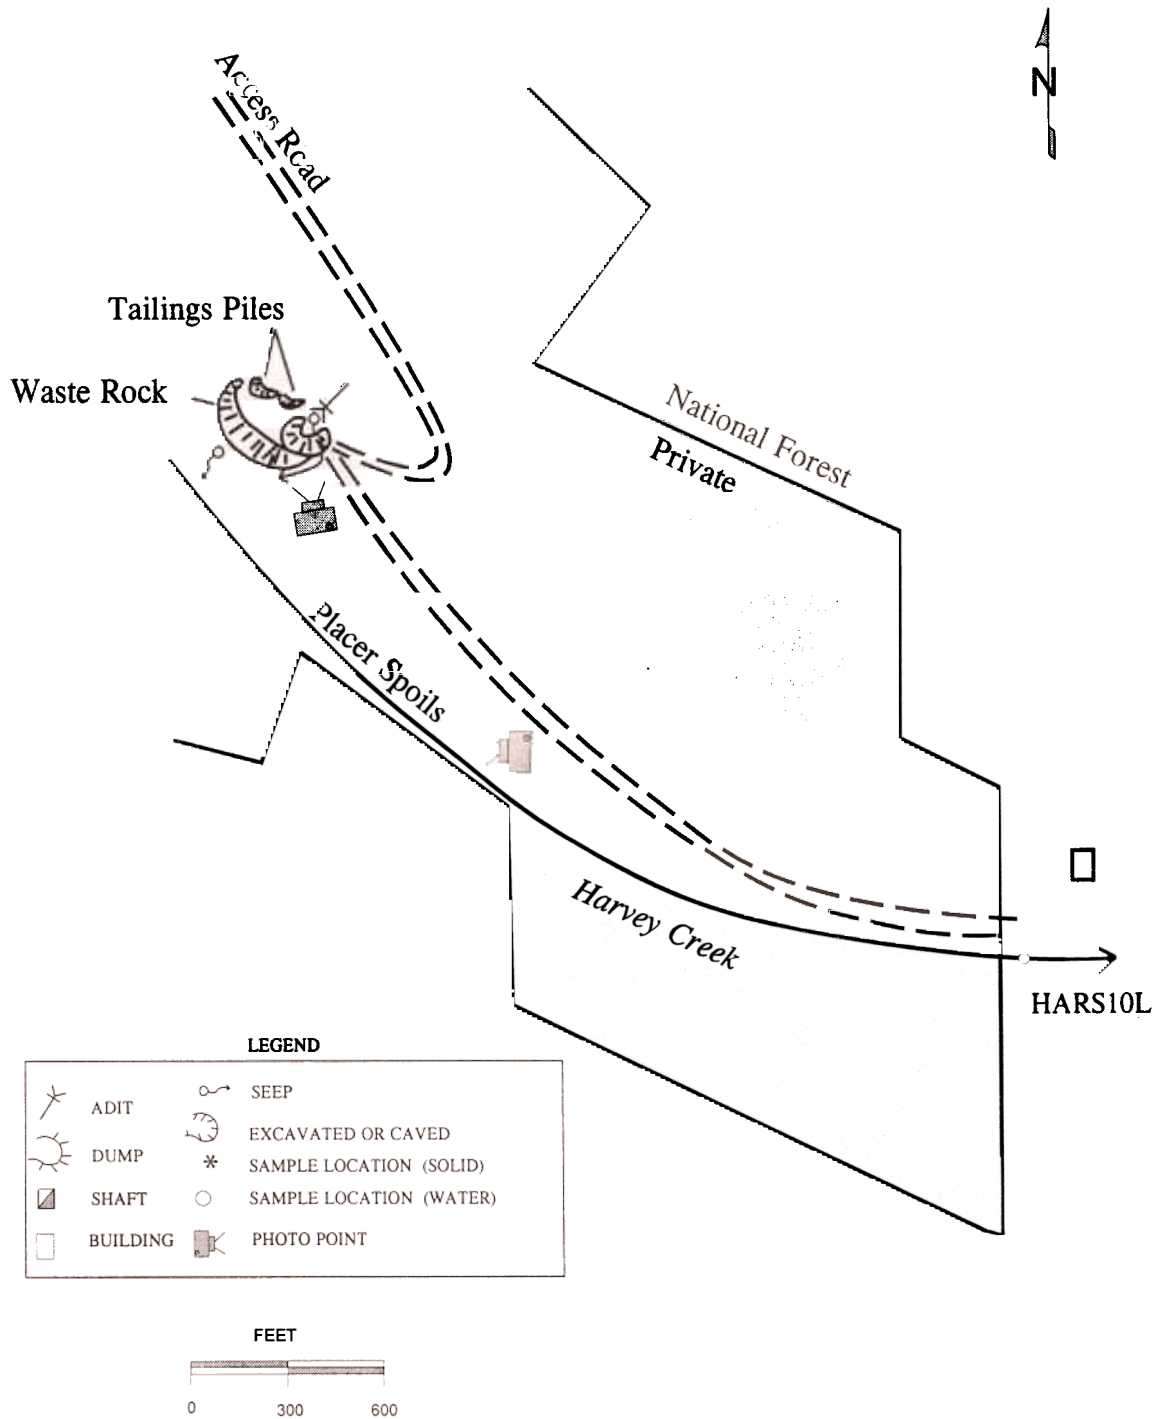 N
Access Road
Tailings Piles
Waste Rock
National Forest
Private
Placer Spoils
Harvey Creek
HARS10L
LEGEND
ADIT
SEEP
DUMP
EXCAVATED OR CAVED
SAMPLE LOCATION (SOLID)
SHAFT
SAMPLE LOCATION (WATER)
BUILDING
PHOTO POINT
FEET
0 300 600